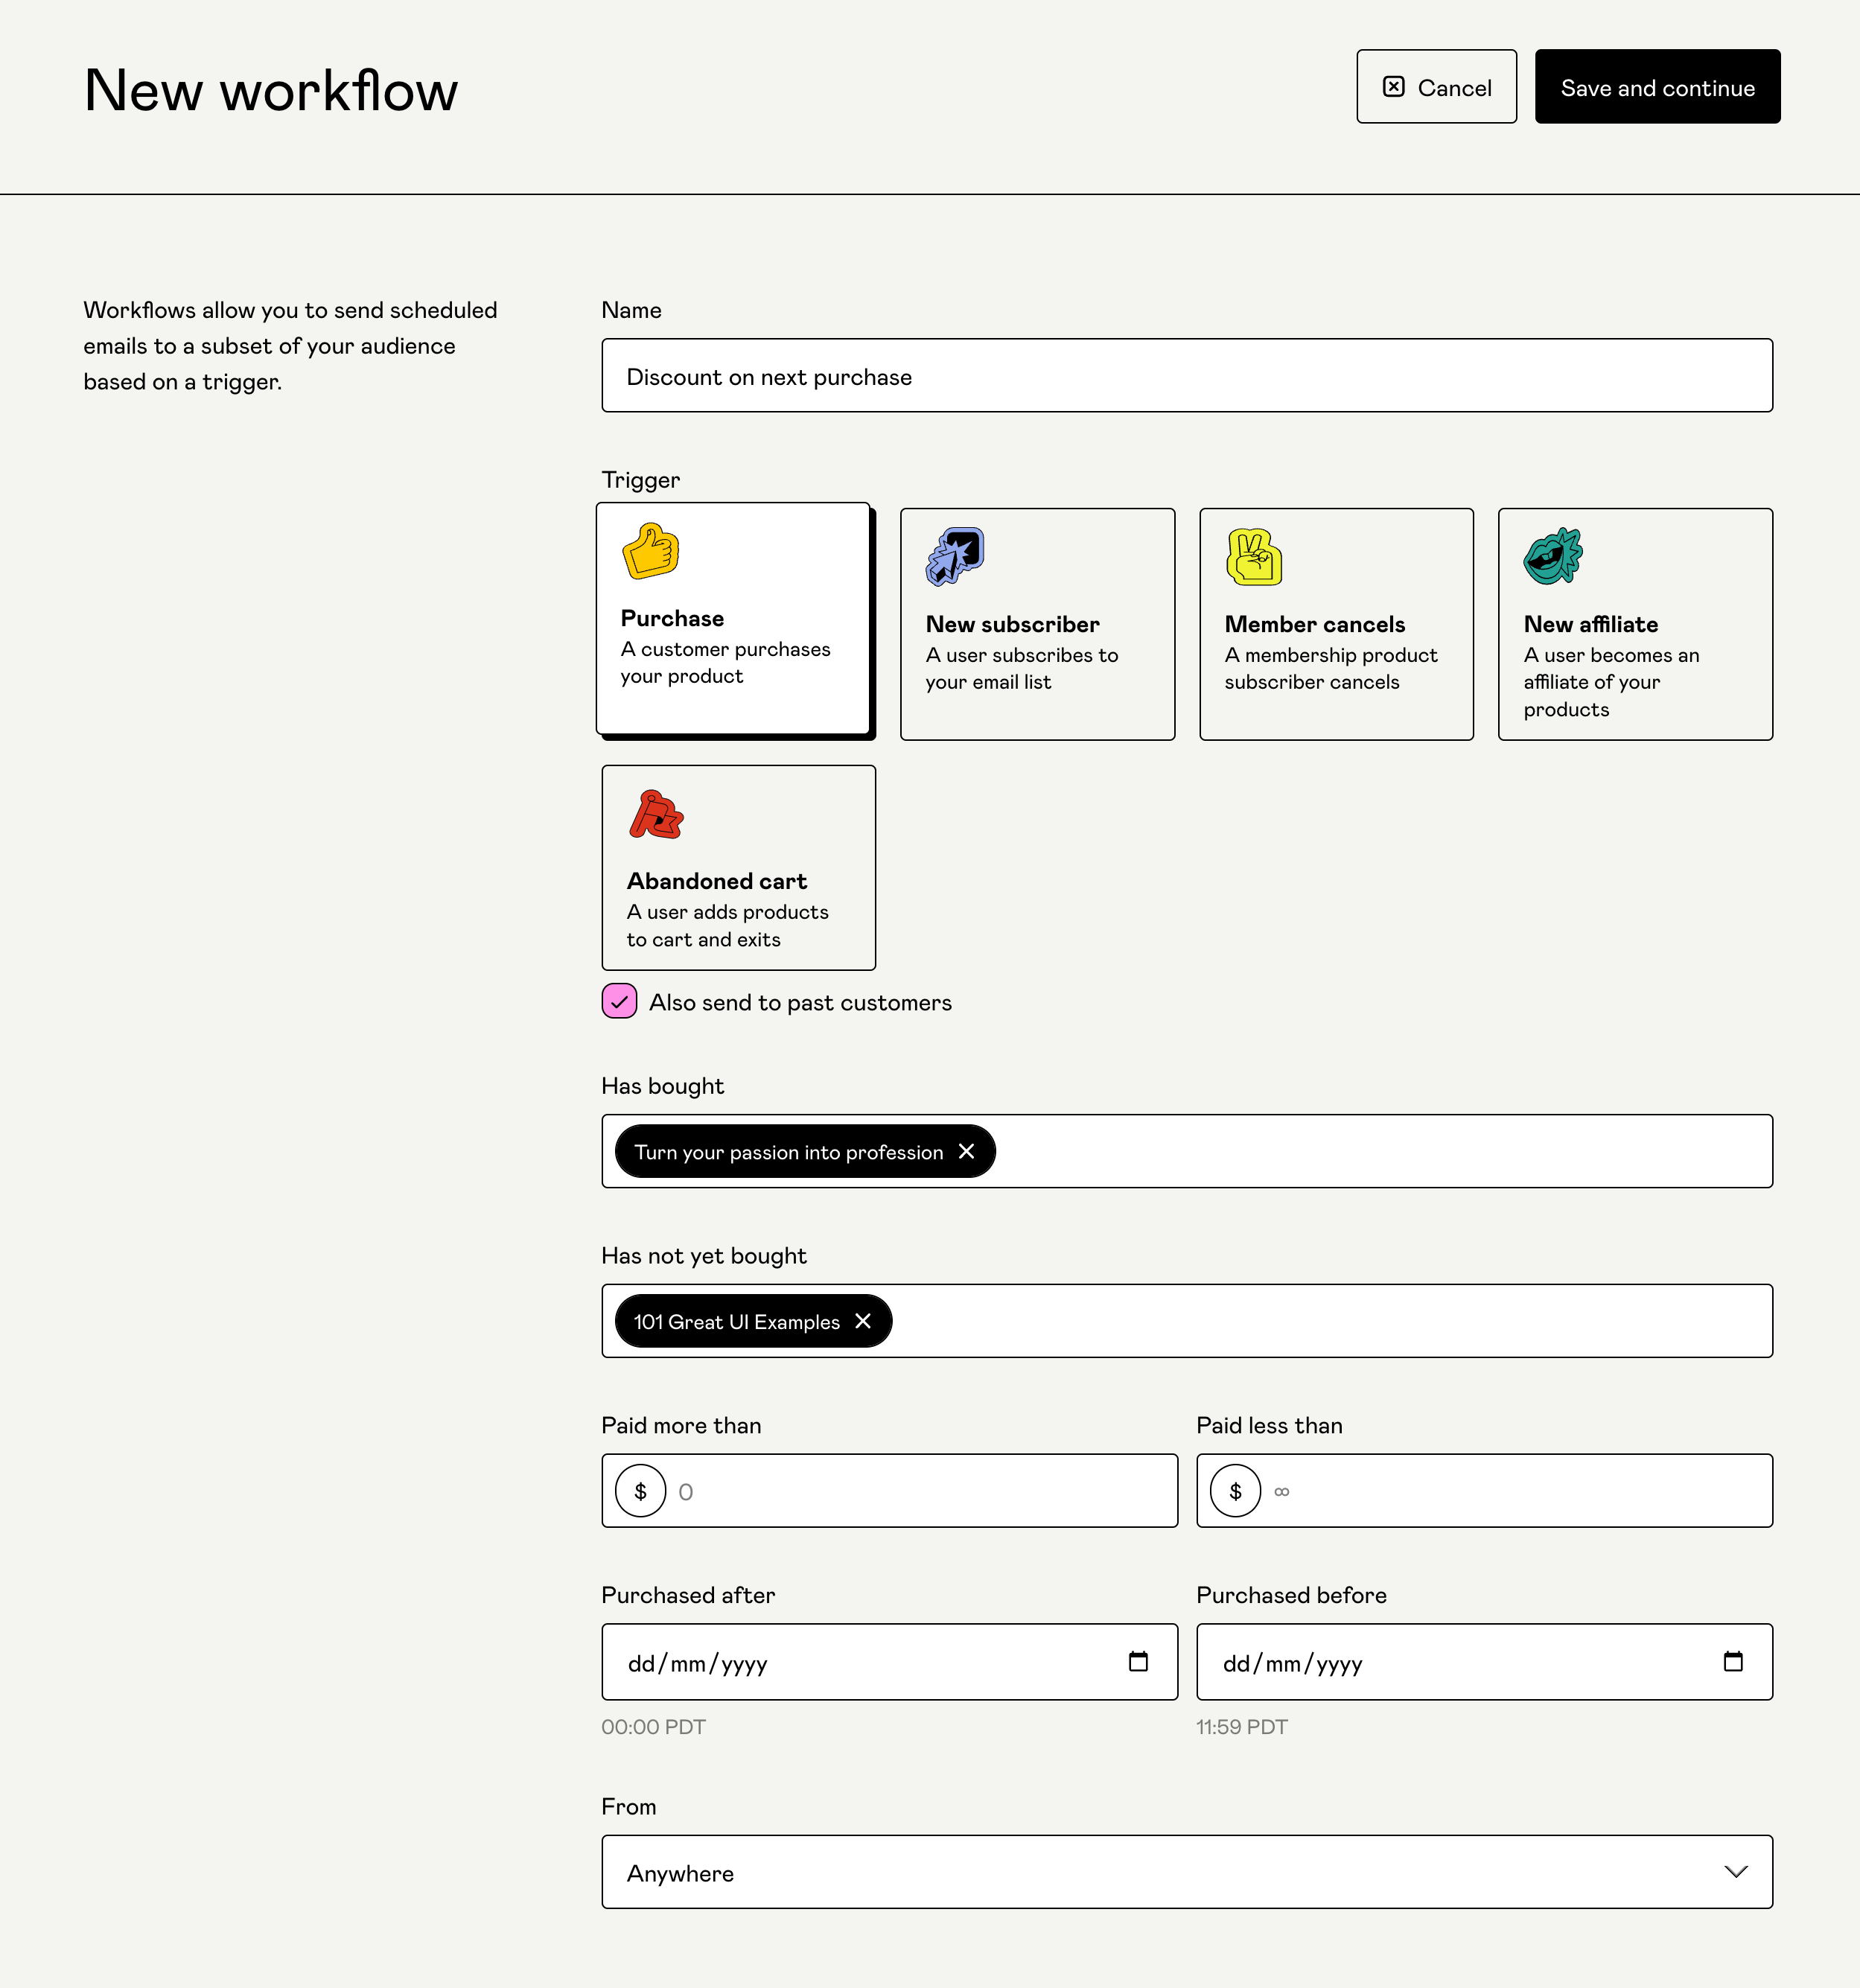 New workflow
Cancel
Save and continue
Workflows allow you to send scheduled
emails to a subset of your audience
based on a trigger.
Name
Discount on next purchase
Trigger
Purchase
A customer purchases
your product
New subscriber
A user subscribes to
your email list
Member cancels
A membership product
subscriber cancels
New affiliate
A user becomes an
affiliate of your
products
Abandoned cart
A user adds products
to cart and exits
Also send to past customers
Has bought
Turn your passion into profession
Has not yet bought
101 Great UI Examples
Paid more than
$ 0
Paid less than
$ ∞
Purchased after
dd/mm/yyyy
00:00 PDT
Purchased before
dd/mm/yyyy
11:59 PDT
From
Anywhere